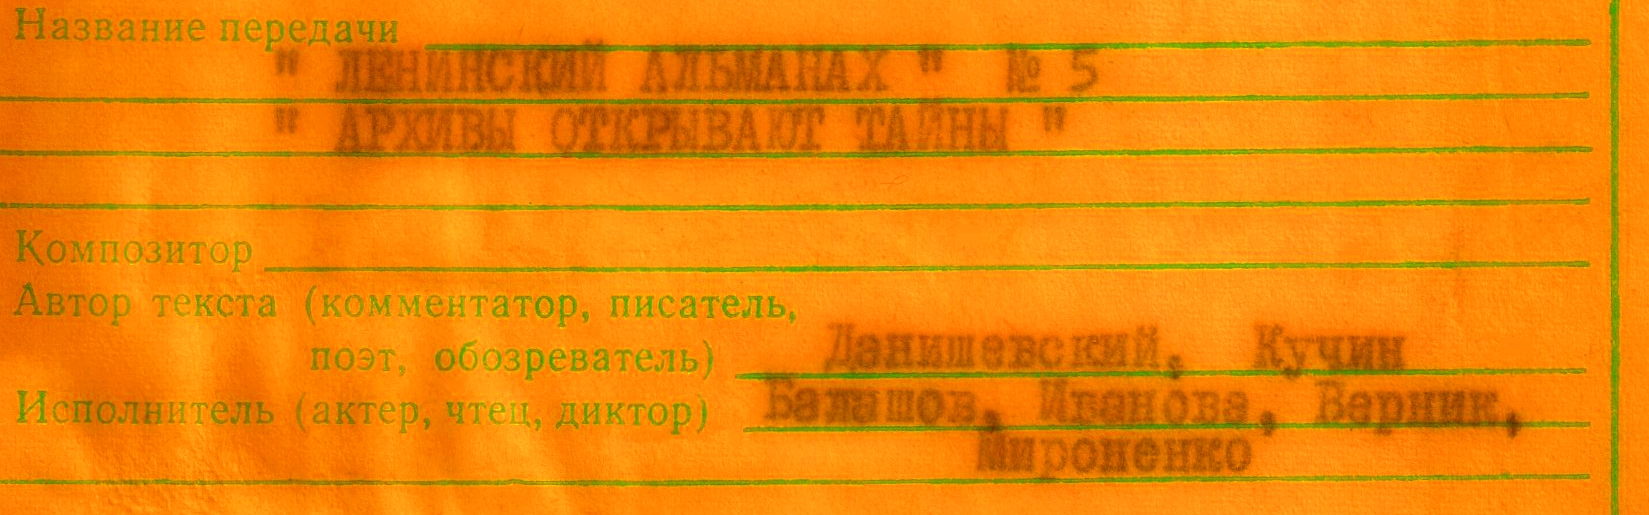 Название передачи
" ЛЕНИНСКИЙ АЛЬМАНАХ " № 5
" АРХИВЫ ОТКРЫВАЮТ ТАЙНЫ "
Композитор
Автор текста (комментатор, писатель,
поэт, обозреватель) Данишевский, Кучин
Исполнитель (актер, чтец, диктор) Балашов, Иванова, Верник,
Мироненко